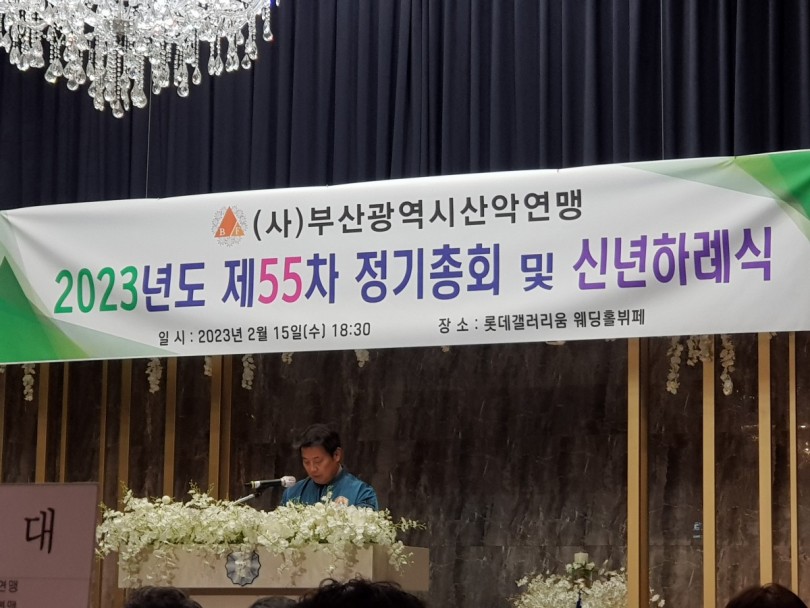 (사)부산광역시산악연맹
2023년도 제55차 정기총회 및 신년하례식
일 시 : 2023년 2월 15일(수) 18:30
장 소 : 롯데갤러리움 웨딩홀뷔페
대
연맹